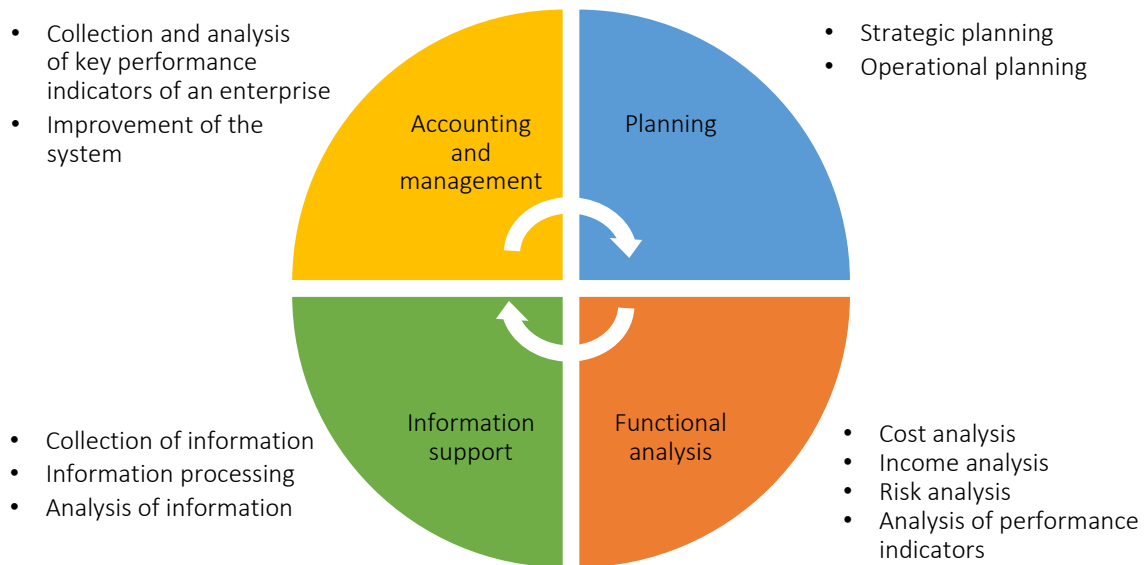 • Collection and analysis
of key performance
indicators of an enterprise
• Improvement of the
system
Accounting
and
management
Planning
• Strategic planning
• Operational planning
• Collection of information
• Information processing
• Analysis of information
Information
support
Functional
analysis
• Cost analysis
• Income analysis
• Risk analysis
• Analysis of performance
indicators